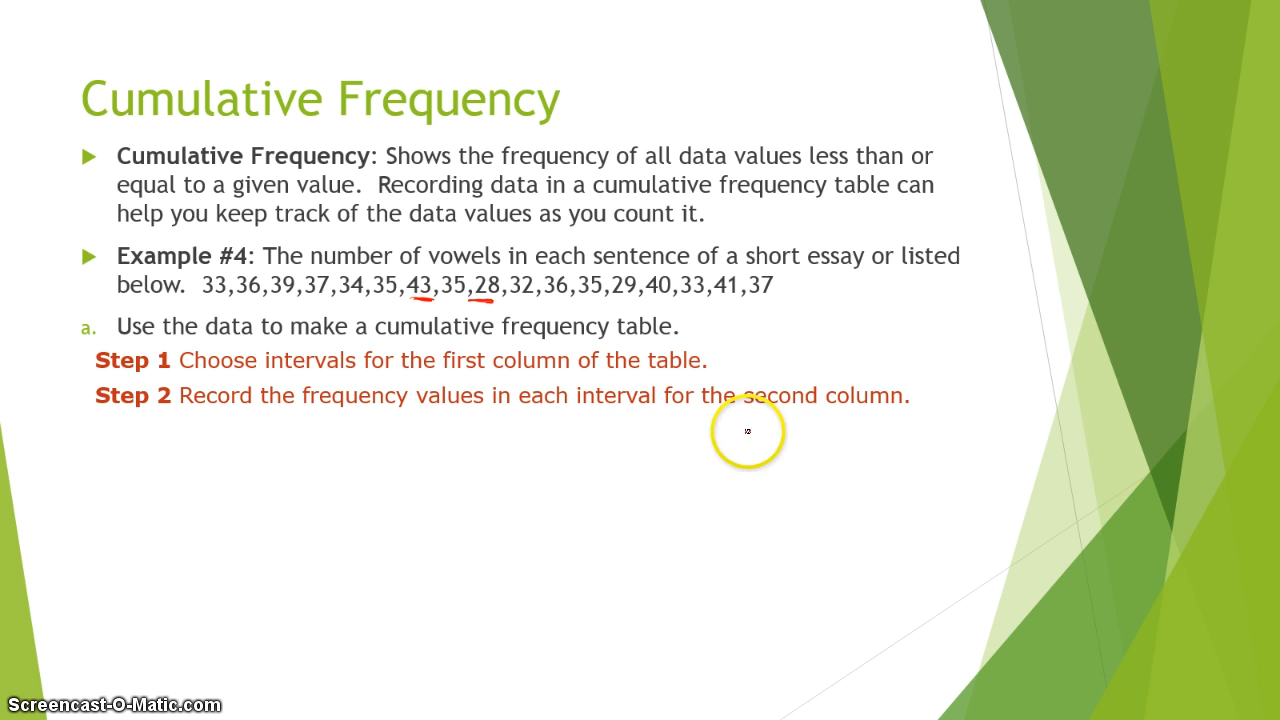 Cumulative Frequency
Cumulative Frequency: Shows the frequency of all data values less than or
equal to a given value. Recording data in a cumulative frequency table can
help you keep track of the data values as you count it.
Example #4: The number of vowels in each sentence of a short essay or listed
below. 33,36,39,37,34,35,43,35,28,32,36,35,29,40,33,41,37
a. Use the data to make a cumulative frequency table.
Step 1 Choose intervals for the first column of the table.
Step 2 Record the frequency values in each interval for the second column.
Screencast-O-Matic.com